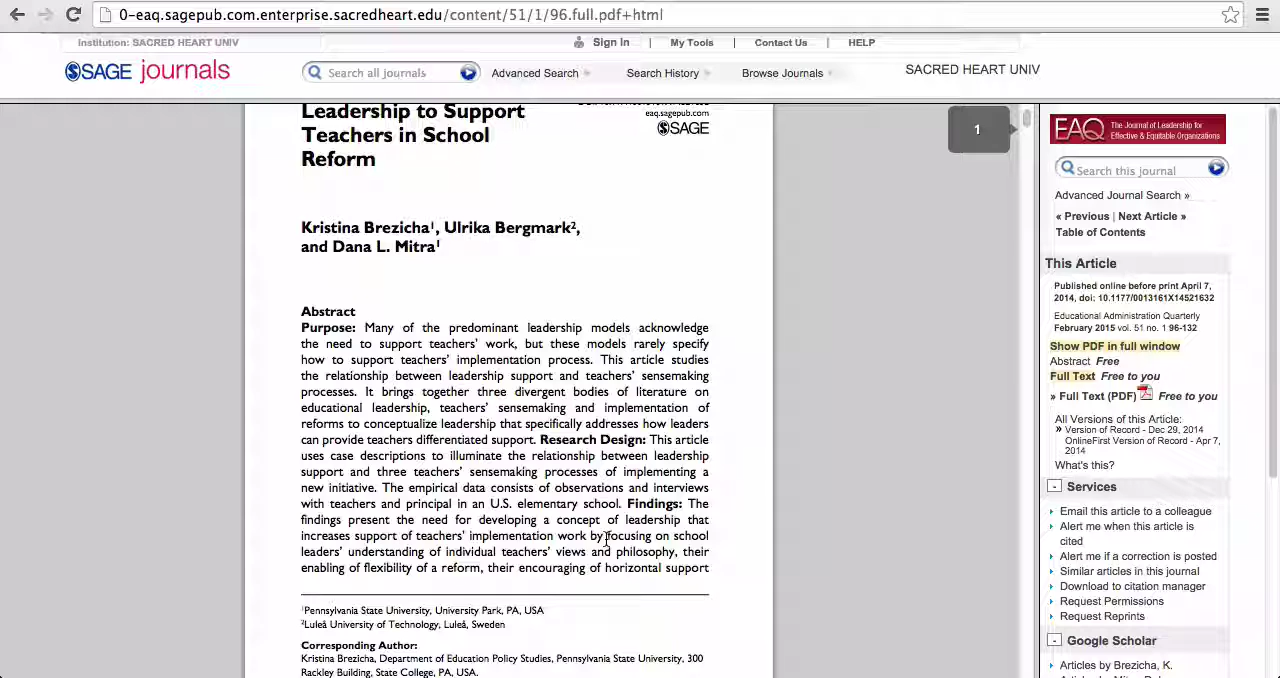 0-eaq.sagepub.com.enterprise.sacredheart.edu/content/51/1/96.full.pdf+html
Institution: SACRED HEART UNIV
Sign In | My Tools | Contact Us | HELP
SAGE journals
Search all journals
Advanced Search
Search History
Browse Journals
SACRED HEART UNIV
Leadership to Support
Teachers in School
Reform
eaq.sagepub.com
SAGE
Kristina Brezicha¹, Ulrika Bergmark²,
and Dana L. Mitra¹
Abstract
Purpose: Many of the predominant leadership models acknowledge
the need to support teachers' work, but these models rarely specify
how to support teachers' implementation process. This article studies
the relationship between leadership support and teachers' sensemaking
processes. It brings together three divergent bodies of literature on
educational leadership, teachers' sensemaking and implementation of
reforms to conceptualize leadership that specifically addresses how leaders
can provide teachers differentiated support. Research Design: This article
uses case descriptions to illuminate the relationship between leadership
support and three teachers' sensemaking processes of implementing a
new initiative. The empirical data consists of observations and interviews
with teachers and principal in an U.S. elementary school. Findings: The
findings present the need for developing a concept of leadership that
increases support of teachers' implementation work by focusing on school
leaders' understanding of individual teachers' views and philosophy, their
enabling of flexibility of a reform, their encouraging of horizontal support
¹Pennsylvania State University, University Park, PA, USA
²Luleå University of Technology, Luleå, Sweden
Corresponding Author:
Kristina Brezicha, Department of Education Policy Studies, Pennsylvania State University, 300
Rackley Building, State College, PA, USA.
1
EAQ The Journal of Leadership for
Effective & Equitable Organizations
Search this journal
Advanced Journal Search »
« Previous | Next Article »
Table of Contents
This Article
Published online before print April 7,
2014, doi: 10.1177/0013161X14521632
Educational Administration Quarterly
February 2015 vol. 51 no. 1 96-132
Show PDF in full window
Abstract Free
Full Text Free to you
» Full Text (PDF) Free to you
All Versions of this Article:
» Version of Record - Dec 29, 2014
OnlineFirst Version of Record - Apr 7,
2014
What's this?
- Services
Email this article to a colleague
Alert me when this article is
cited
Alert me if a correction is posted
Similar articles in this journal
Download to citation manager
Request Permissions
Request Reprints
- Google Scholar
Articles by Brezicha, K.